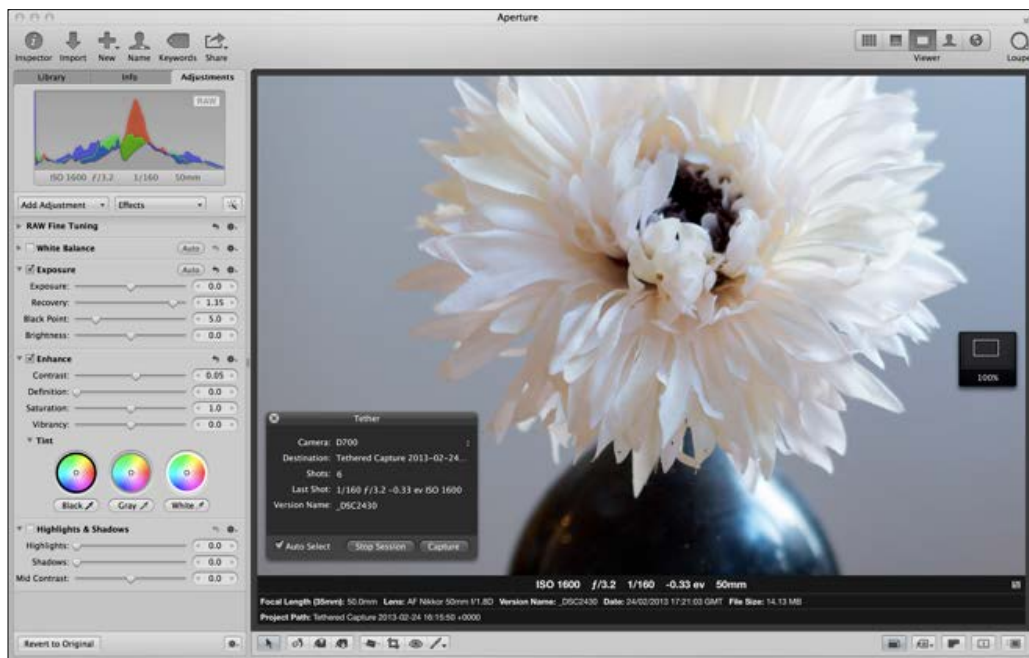 Aperture
Inspector Import New Name Keywords Share Viewer Loupe
Library Info Adjustments
RAW
ISO 1600 ƒ/3.2 1/160 50mm
Add Adjustment Effects
RAW Fine Tuning
White Balance Auto
Exposure Auto
Exposure: 0.0
Recovery: 1.35
Black Point: 5.0
Brightness: 0.0
Enhance
Contrast: 0.05
Definition: 0.0
Saturation: 1.0
Vibrancy: 0.0
Tint
Black Gray White
Highlights & Shadows
Highlights: 0.0
Shadows: 0.0
Mid Contrast: 0.0
Revert to Original
100%
Tether
Camera: D700
Destination: Tethered Capture 2013-02-24...
Shots: 6
Last Shot: 1/160 ƒ/3.2 -0.33 ev ISO 1600
Version Name: _DSC2430
Auto Select Stop Session Capture
ISO 1600 ƒ/3.2 1/160 -0.33 ev 50mm
Focal Length (35mm): 50.0mm Lens: AF Nikkor 50mm f/1.8D Version Name: _DSC2430 Date: 24/02/2013 17:21:03 GMT File Size: 14.13 MB
Project Path: Tethered Capture 2013-02-24 16:15:50 +0000